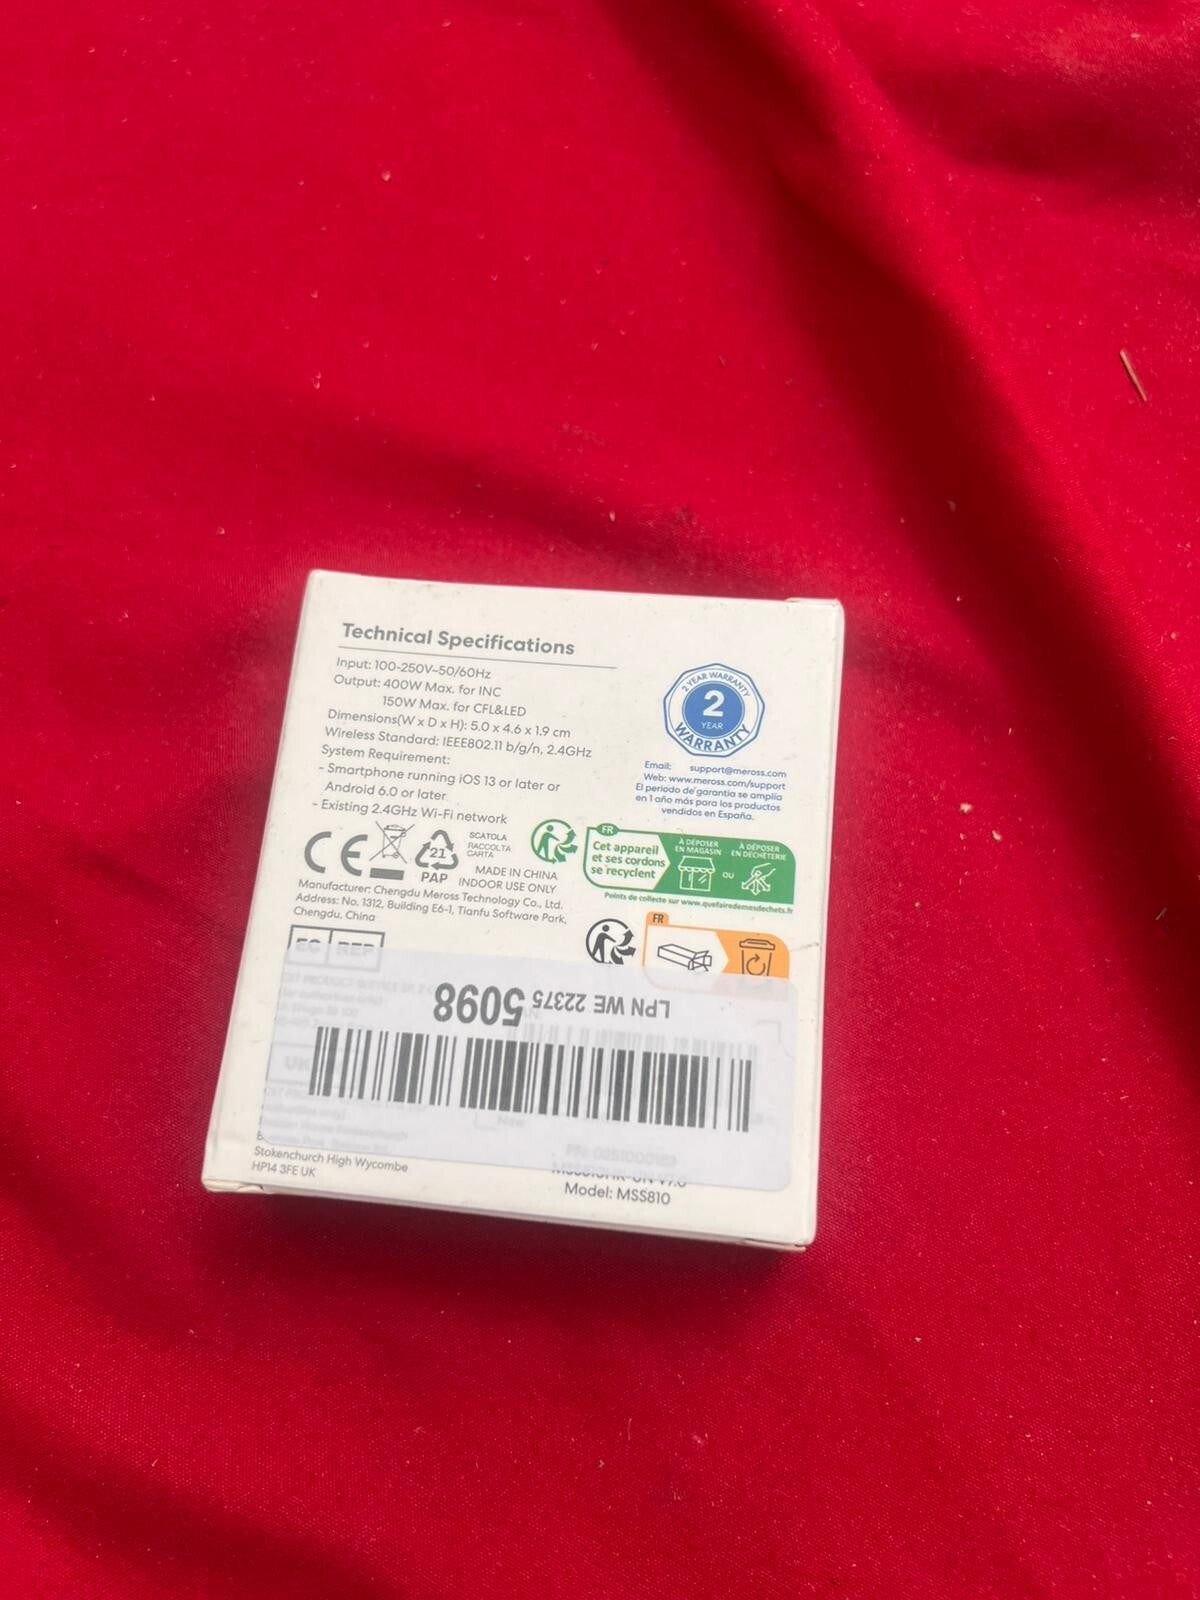 Technical Specifications
Input: 100-250V~50/60Hz
Output: 400W Max. for INC
150W Max. for CFL&LED
Dimensions(W x D x H): 5.0 x 4.6 x 1.9 cm
Wireless Standard: IEEE802.11 b/g/n, 2.4GHz
System Requirement:
- Smartphone running iOS 13 or later or
Android 6.0 or later
- Existing 2.4GHz Wi-Fi network
2 YEAR WARRANTY
2
YEAR
WARRANTY
Email: support@meross.com
Web: www.meross.com/support
El periodo de garantía se amplía
en 1 año más para los productos
vendidos en España.
CE
21
PAP
SCATOLA
RACCOLTA
CARTA
MADE IN CHINA
INDOOR USE ONLY
FR
Cet appareil
et ses cordons
se recyclent
À DÉPOSER
EN MAGASIN
OU
À DÉPOSER
EN DÉCHÈTERIE
Points de collecte sur www.quefairedemesdechets.fr
Manufacturer: Chengdu Meross Technology Co., Ltd.
Address: No. 1312, Building E6-1, Tianfu Software Park,
Chengdu, China
FR
EC REP
LPN WE 22375 5098
UK
Stokenchurch High Wycombe
HP14 3FE UK
Model: MSS810